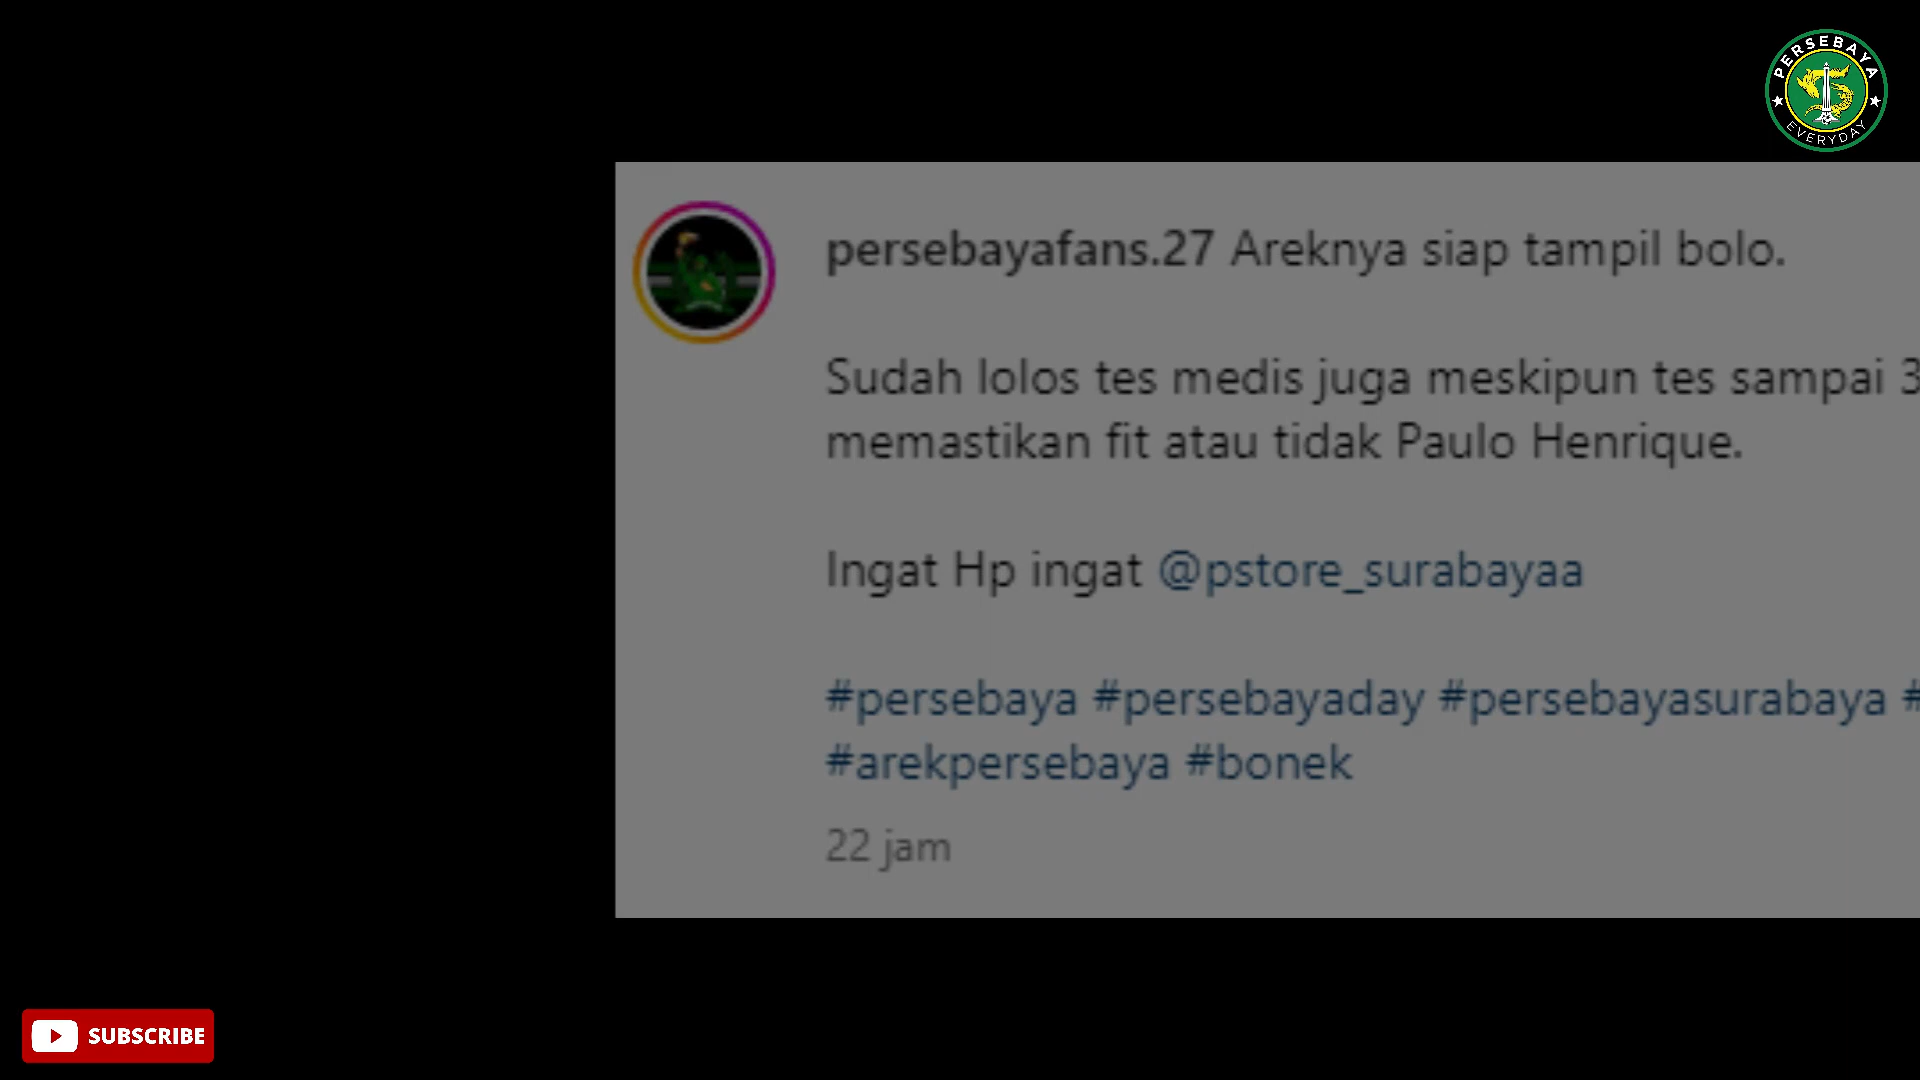 PERSEBAYA
EVERYDAY
persebayafans.27 Areknya siap tampil bolo.
Sudah lolos tes medis juga meskipun tes sampai 3
memastikan fit atau tidak Paulo Henrique.
Ingat Hp ingat @pstore_surabayaa
#persebaya #persebayaday #persebayasurabaya #
#arekpersebaya #bonek
22 jam
SUBSCRIBE